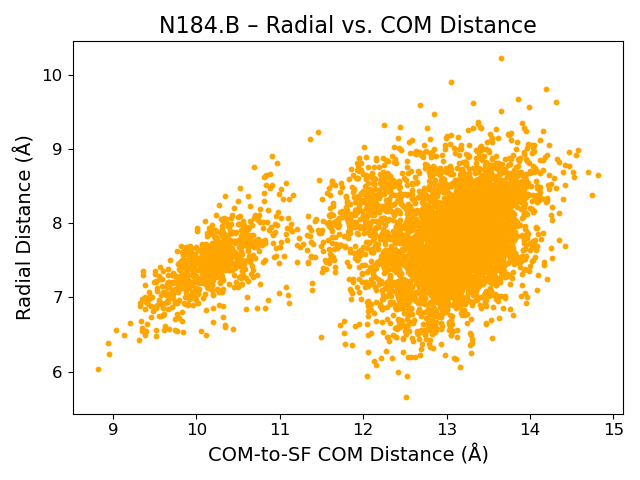 N184.B – Radial vs. COM Distance
Radial Distance (Å)
10
9
8
7
6
9 10 11 12 13 14 15
COM-to-SF COM Distance (Å)